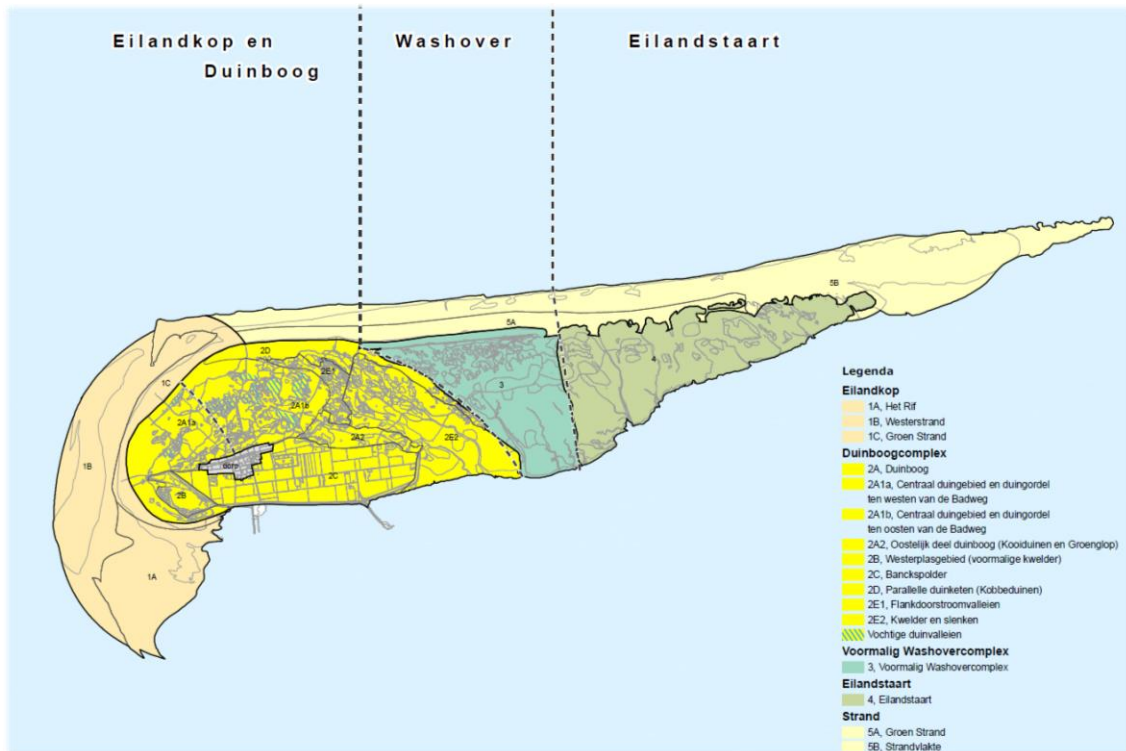 Eilandkop en
Duinboog
Washover
Eilandstaart
5B
5A
2D
1C
2E1
3
4
2A1a
2A1b
2A2
2E2
dorp
1B
2C
2B
1A
Legenda
Eilandkop
1A, Het Rif
1B, Westerstrand
1C, Groen Strand
Duinboogcomplex
2A, Duinboog
2A1a, Centraal duingebied en duingordel
ten westen van de Badweg
2A1b, Centraal duingebied en duingordel
ten oosten van de Badweg
2A2, Oostelijk deel duinboog (Kooiduinen en Groenglop)
2B, Westerplasgebied (voormalige kwelder)
2C, Banckspolder
2D, Parallelle duinketen (Kobbeduinen)
2E1, Flankdoorstroomvalleien
2E2, Kwelder en slenken
Vochtige duinvalleien
Voormalig Washovercomplex
3, Voormalig Washovercomplex
Eilandstaart
4, Eilandstaart
Strand
5A, Groen Strand
5B, Strandvlakte